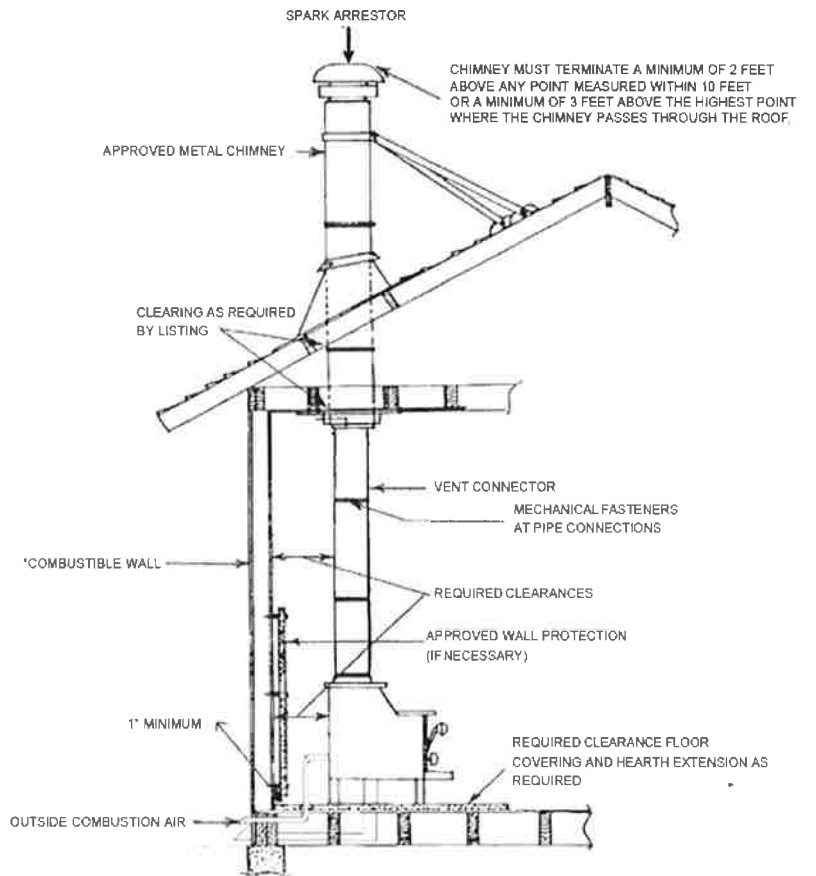 SPARK ARRESTOR
CHIMNEY MUST TERMINATE A MINIMUM OF 2 FEET
ABOVE ANY POINT MEASURED WITHIN 10 FEET
OR A MINIMUM OF 3 FEET ABOVE THE HIGHEST POINT
WHERE THE CHIMNEY PASSES THROUGH THE ROOF.
APPROVED METAL CHIMNEY
CLEARING AS REQUIRED
BY LISTING
VENT CONNECTOR
MECHANICAL FASTENERS
AT PIPE CONNECTIONS
*COMBUSTIBLE WALL
REQUIRED CLEARANCES
APPROVED WALL PROTECTION
(IF NECESSARY)
1" MINIMUM
REQUIRED CLEARANCE FLOOR
COVERING AND HEARTH EXTENSION AS
REQUIRED
OUTSIDE COMBUSTION AIR